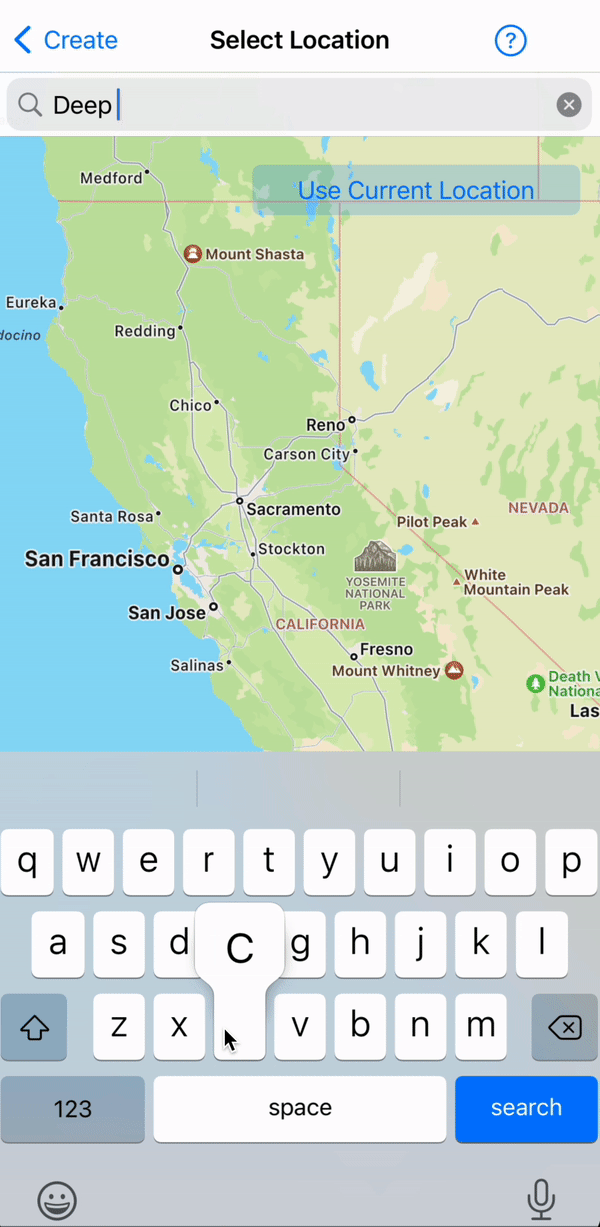 Create
Select Location
?
Deep
Medford
Use Current Location
Mount Shasta
Eureka
docino
Redding
Chico
Reno
Carson City
Sacramento
Santa Rosa
Pilot Peak
NEVADA
San Francisco
Stockton
YOSEMITE
NATIONAL
PARK
White
Mountain Peak
San Jose
CALIFORNIA
Fresno
Salinas
Mount Whitney
Death V
Nationa
Las
q w e r t y u i o p
a s d C g h j k l
z x v b n m
123 space search